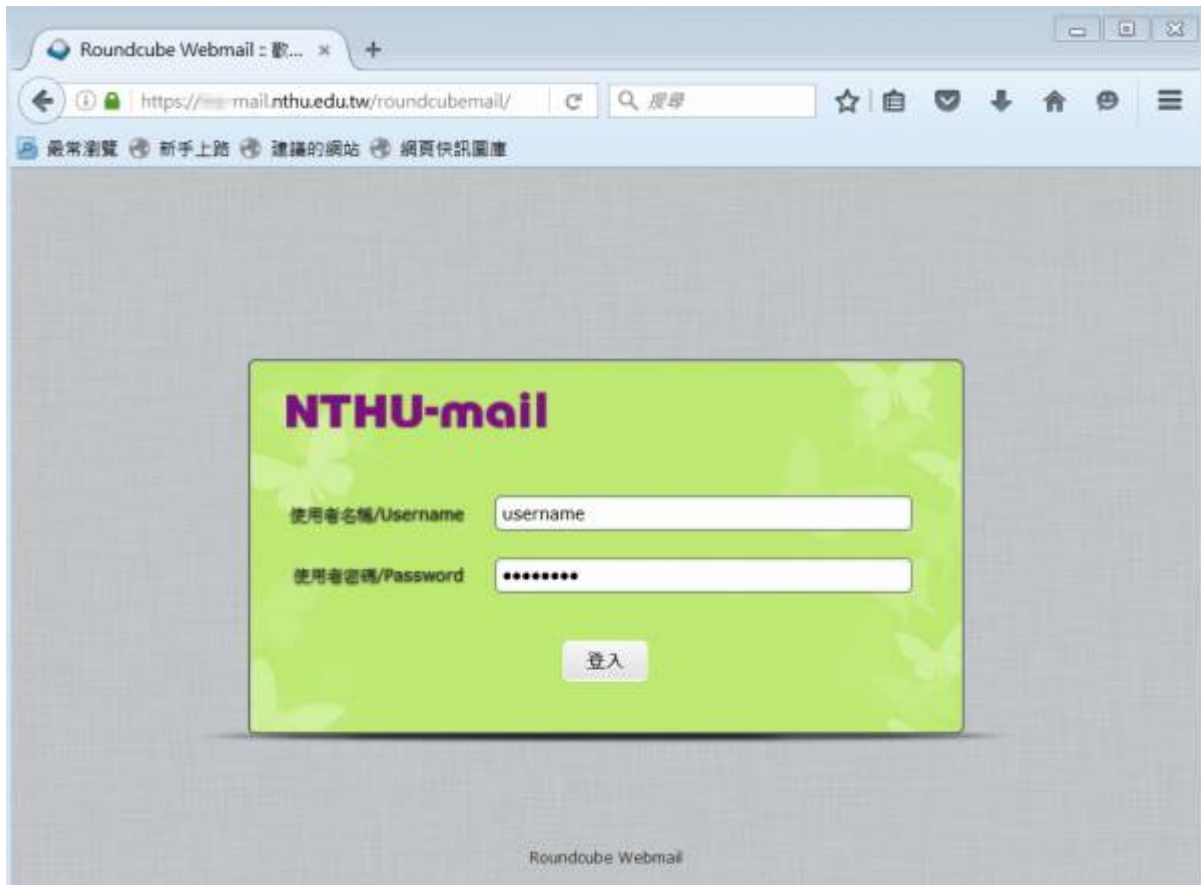 Roundcube Webmail :: 歡...
https:// mail.nthu.edu.tw/roundcubemail/
搜尋
最常瀏覽 新手上路 建議的網站 網頁快訊圖庫
NTHU-mail
使用者名稱/Username username
使用者密碼/Password
登入
Roundcube Webmail